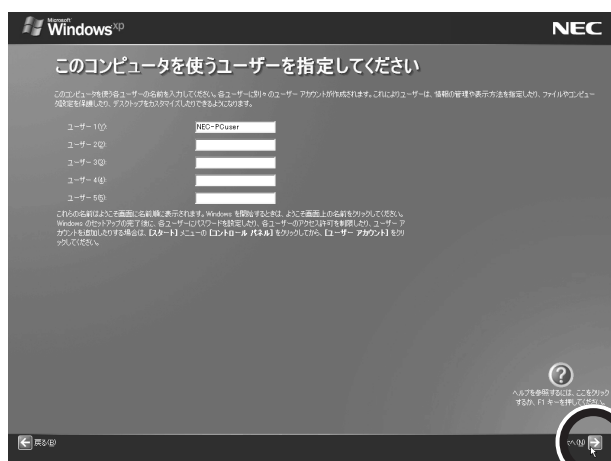 Microsoft
Windows xp
NEC
このコンピュータを使うユーザーを指定してください
このコンピュータを使う各ユーザーの名前を入力してください。各ユーザーに別々のユーザー アカウントが作成されます。これによりユーザーは、情報の管理や表示方法を指定したり、ファイルやコンピュー
タ設定を保護したり、デスクトップをカスタマイズしたりできるようになります。
ユーザー 1(Y):
NEC-PCuser
ユーザー 2(2):
ユーザー 3(3):
ユーザー 4(4):
ユーザー 5(5):
これらの名前はようこそ画面に名前順に表示されます。Windows を開始するときは、ようこそ画面上の名前をクリックしてください。
Windows のセットアップの完了後に、各ユーザーにパスワードを設定したり、各ユーザーのアクセス許可を制限したり、ユーザー ア
カウントを追加したりする場合は、[スタート] メニューの [コントロール パネル] をクリックしてから、[ユーザー アカウント] をクリ
ックしてください。
ヘルプを参照するには、ここをクリック
するか、F1 キーを押してください。
戻る(B)
次へ(N)